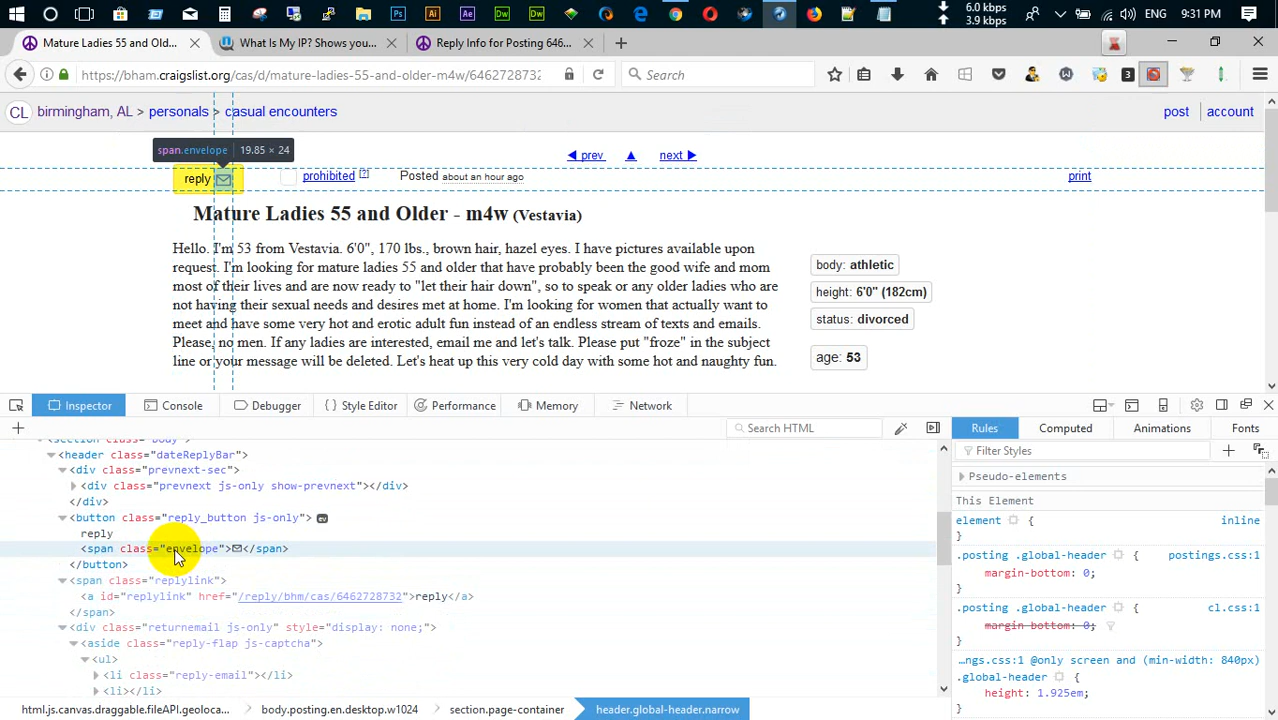 6.0 kbps
3.9 kbps
ENG
9:31 PM
Mature Ladies 55 and Old...
What Is My IP? Shows you...
Reply Info for Posting 646...
https://bham.craigslist.org/cas/d/mature-ladies-55-and-older-m4w/6462728732
Search
3
CL birmingham, AL > personals > casual encounters
post account
span.envelope 19.85 × 24
◀ prev ▲ next ▶
reply prohibited [?] Posted about an hour ago print
Mature Ladies 55 and Older - m4w (Vestavia)
Hello. I'm 53 from Vestavia. 6'0", 170 lbs., brown hair, hazel eyes. I have pictures available upon
request. I'm looking for mature ladies 55 and older that have probably been the good wife and mom
most of their lives and are now ready to "let their hair down", so to speak or any older ladies who are
not having their sexual needs and desires met at home. I'm looking for women that actually want to
meet and have some very hot and erotic adult fun instead of an endless stream of texts and emails.
Please, no men. If any ladies are interested, email me and let's talk. Please put "froze" in the subject
line or your message will be deleted. Let's heat up this very cold day with some hot and naughty fun.
body: athletic
height: 6'0" (182cm)
status: divorced
age: 53
Inspector Console Debugger Style Editor Performance Memory Network
Search HTML
<section class="body">
<header class="dateReplyBar">
<div class="prevnext-sec">
<div class="prevnext js-only show-prevnext"></div>
</div>
<button class="reply_button js-only"> ev
reply
<span class="envelope">✉</span>
</button>
<span class="replylink">
<a id="replylink" href="/reply/bhm/cas/6462728732">reply</a>
</span>
<div class="returnemail js-only" style="display: none;">
<aside class="reply-flap js-captcha">
<ul>
<li class="reply-email"></li>
<li></li>
html.js.canvas.draggable.fileAPI.geoloca... body.posting.en.desktop.w1024 section.page-container header.global-header.narrow
Rules Computed Animations Fonts
Filter Styles
Pseudo-elements
This Element
element { inline
}
.posting .global-header { postings.css:1
margin-bottom: 0;
}
.posting .global-header { cl.css:1
margin-bottom: 0;
}
...ngs.css:1 @only screen and (min-width: 840px)
.global-header {
height: 1.925em;
}